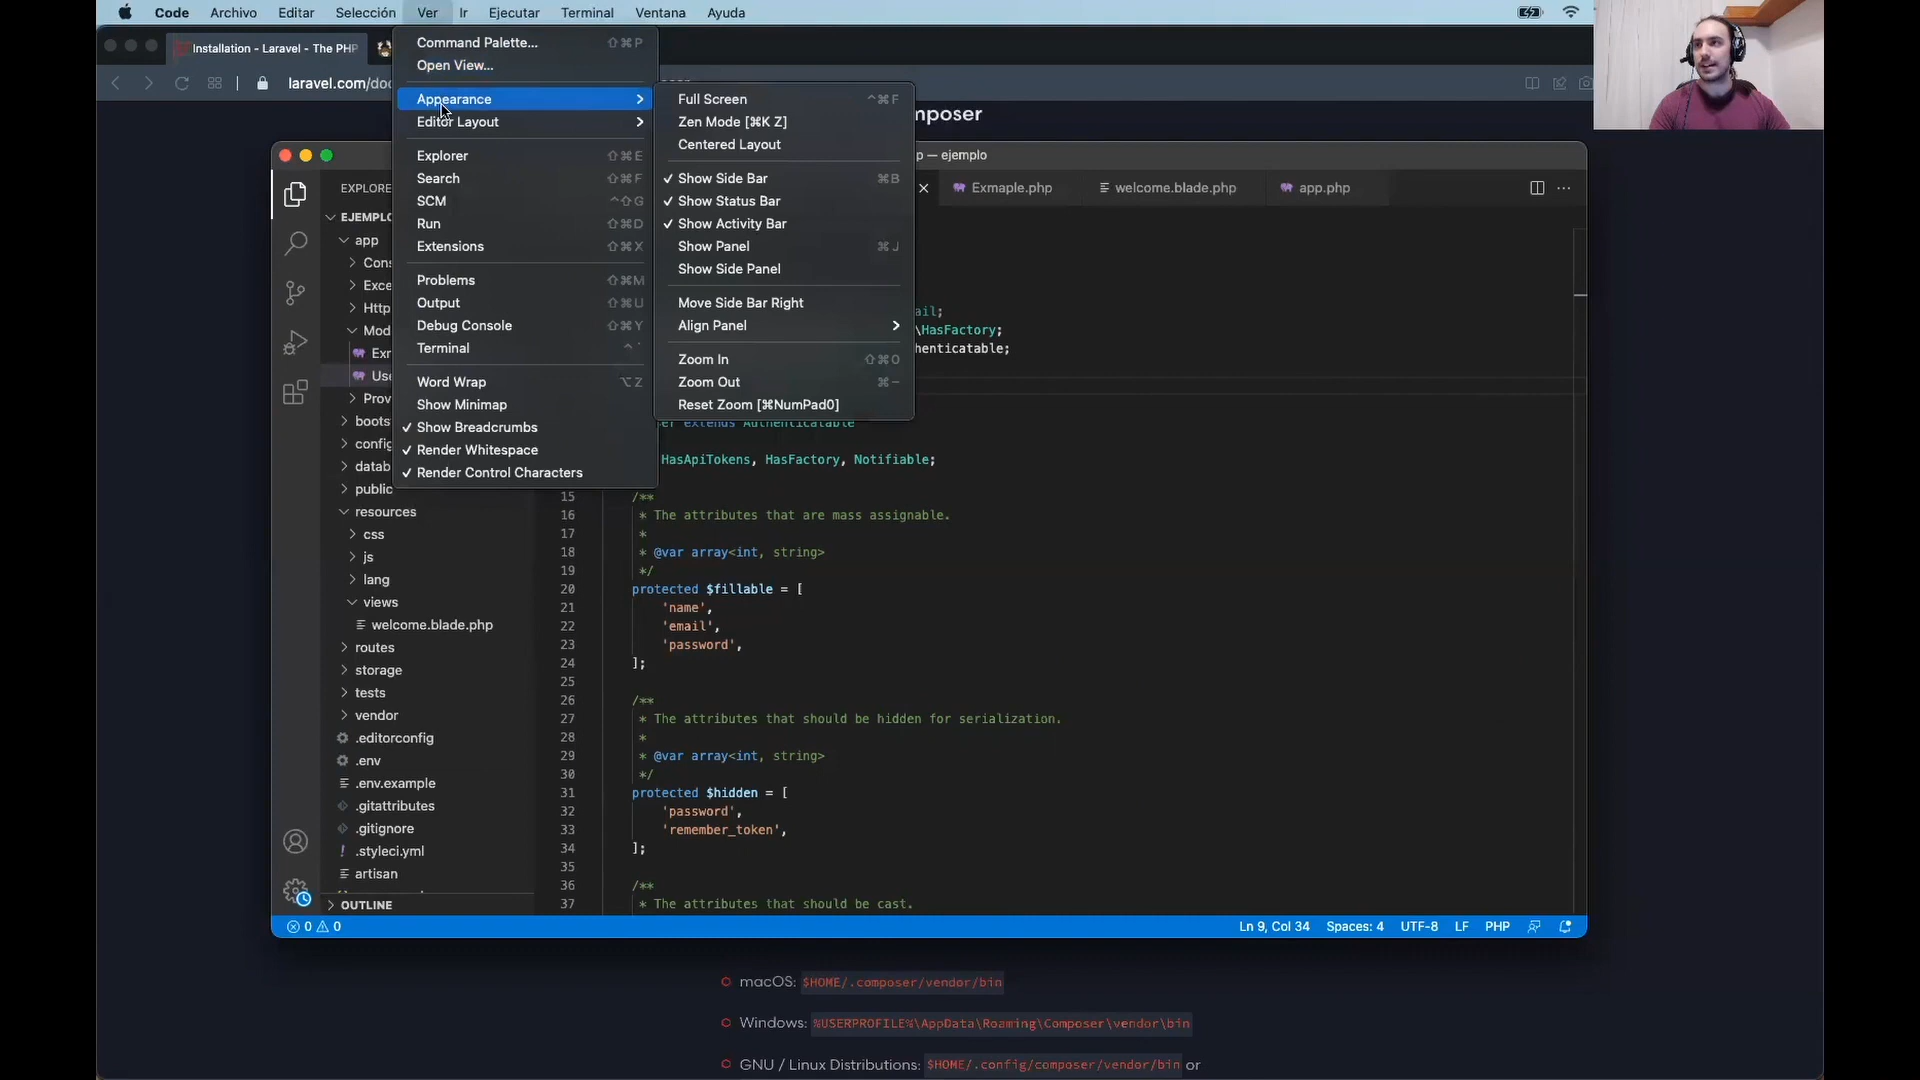 Code Archivo Editar Selección Ver Ir Ejecutar Terminal Ventana Ayuda
Installation - Laravel - The PHP
laravel.com/doc
Command Palette... ⇧⌘P
Open View...
Appearance
Editor Layout
Explorer ⇧⌘E
Search ⇧⌘F
SCM ⌃⇧G
Run ⇧⌘D
Extensions ⇧⌘X
Problems ⇧⌘M
Output ⇧⌘U
Debug Console ⇧⌘Y
Terminal ⌃`
Word Wrap ⌥Z
Show Minimap
✓ Show Breadcrumbs
✓ Render Whitespace
✓ Render Control Characters
Full Screen ⌃⌘F
Zen Mode [⌘K Z]
Centered Layout
✓ Show Side Bar ⌘B
✓ Show Status Bar
✓ Show Activity Bar
Show Panel ⌘J
Show Side Panel
Move Side Bar Right
Align Panel
Zoom In ⇧⌘0
Zoom Out ⌘−
Reset Zoom [⌘NumPad0]
mposer
p — ejemplo
Exmaple.php welcome.blade.php app.php
EXPLORE
EJEMPLO
app
Cons
Exce
Http
Mod
Exr
Use
Prov
boots
config
datab
public
resources
css
js
lang
views
welcome.blade.php
routes
storage
tests
vendor
.editorconfig
.env
.env.example
.gitattributes
.gitignore
.styleci.yml
artisan
OUTLINE
ail;
\HasFactory;
henticatable;
er extends Authenticatable
HasApiTokens, HasFactory, Notifiable;
15 /**
16 * The attributes that are mass assignable.
17 *
18 * @var array<int, string>
19 */
20 protected $fillable = [
21 'name',
22 'email',
23 'password',
24 ];
25
26 /**
27 * The attributes that should be hidden for serialization.
28 *
29 * @var array<int, string>
30 */
31 protected $hidden = [
32 'password',
33 'remember_token',
34 ];
35
36 /**
37 * The attributes that should be cast.
0 0 Ln 9, Col 34 Spaces: 4 UTF-8 LF PHP
macOS: $HOME/.composer/vendor/bin
Windows: %USERPROFILE%\AppData\Roaming\Composer\vendor\bin
GNU / Linux Distributions: $HOME/.config/composer/vendor/bin or